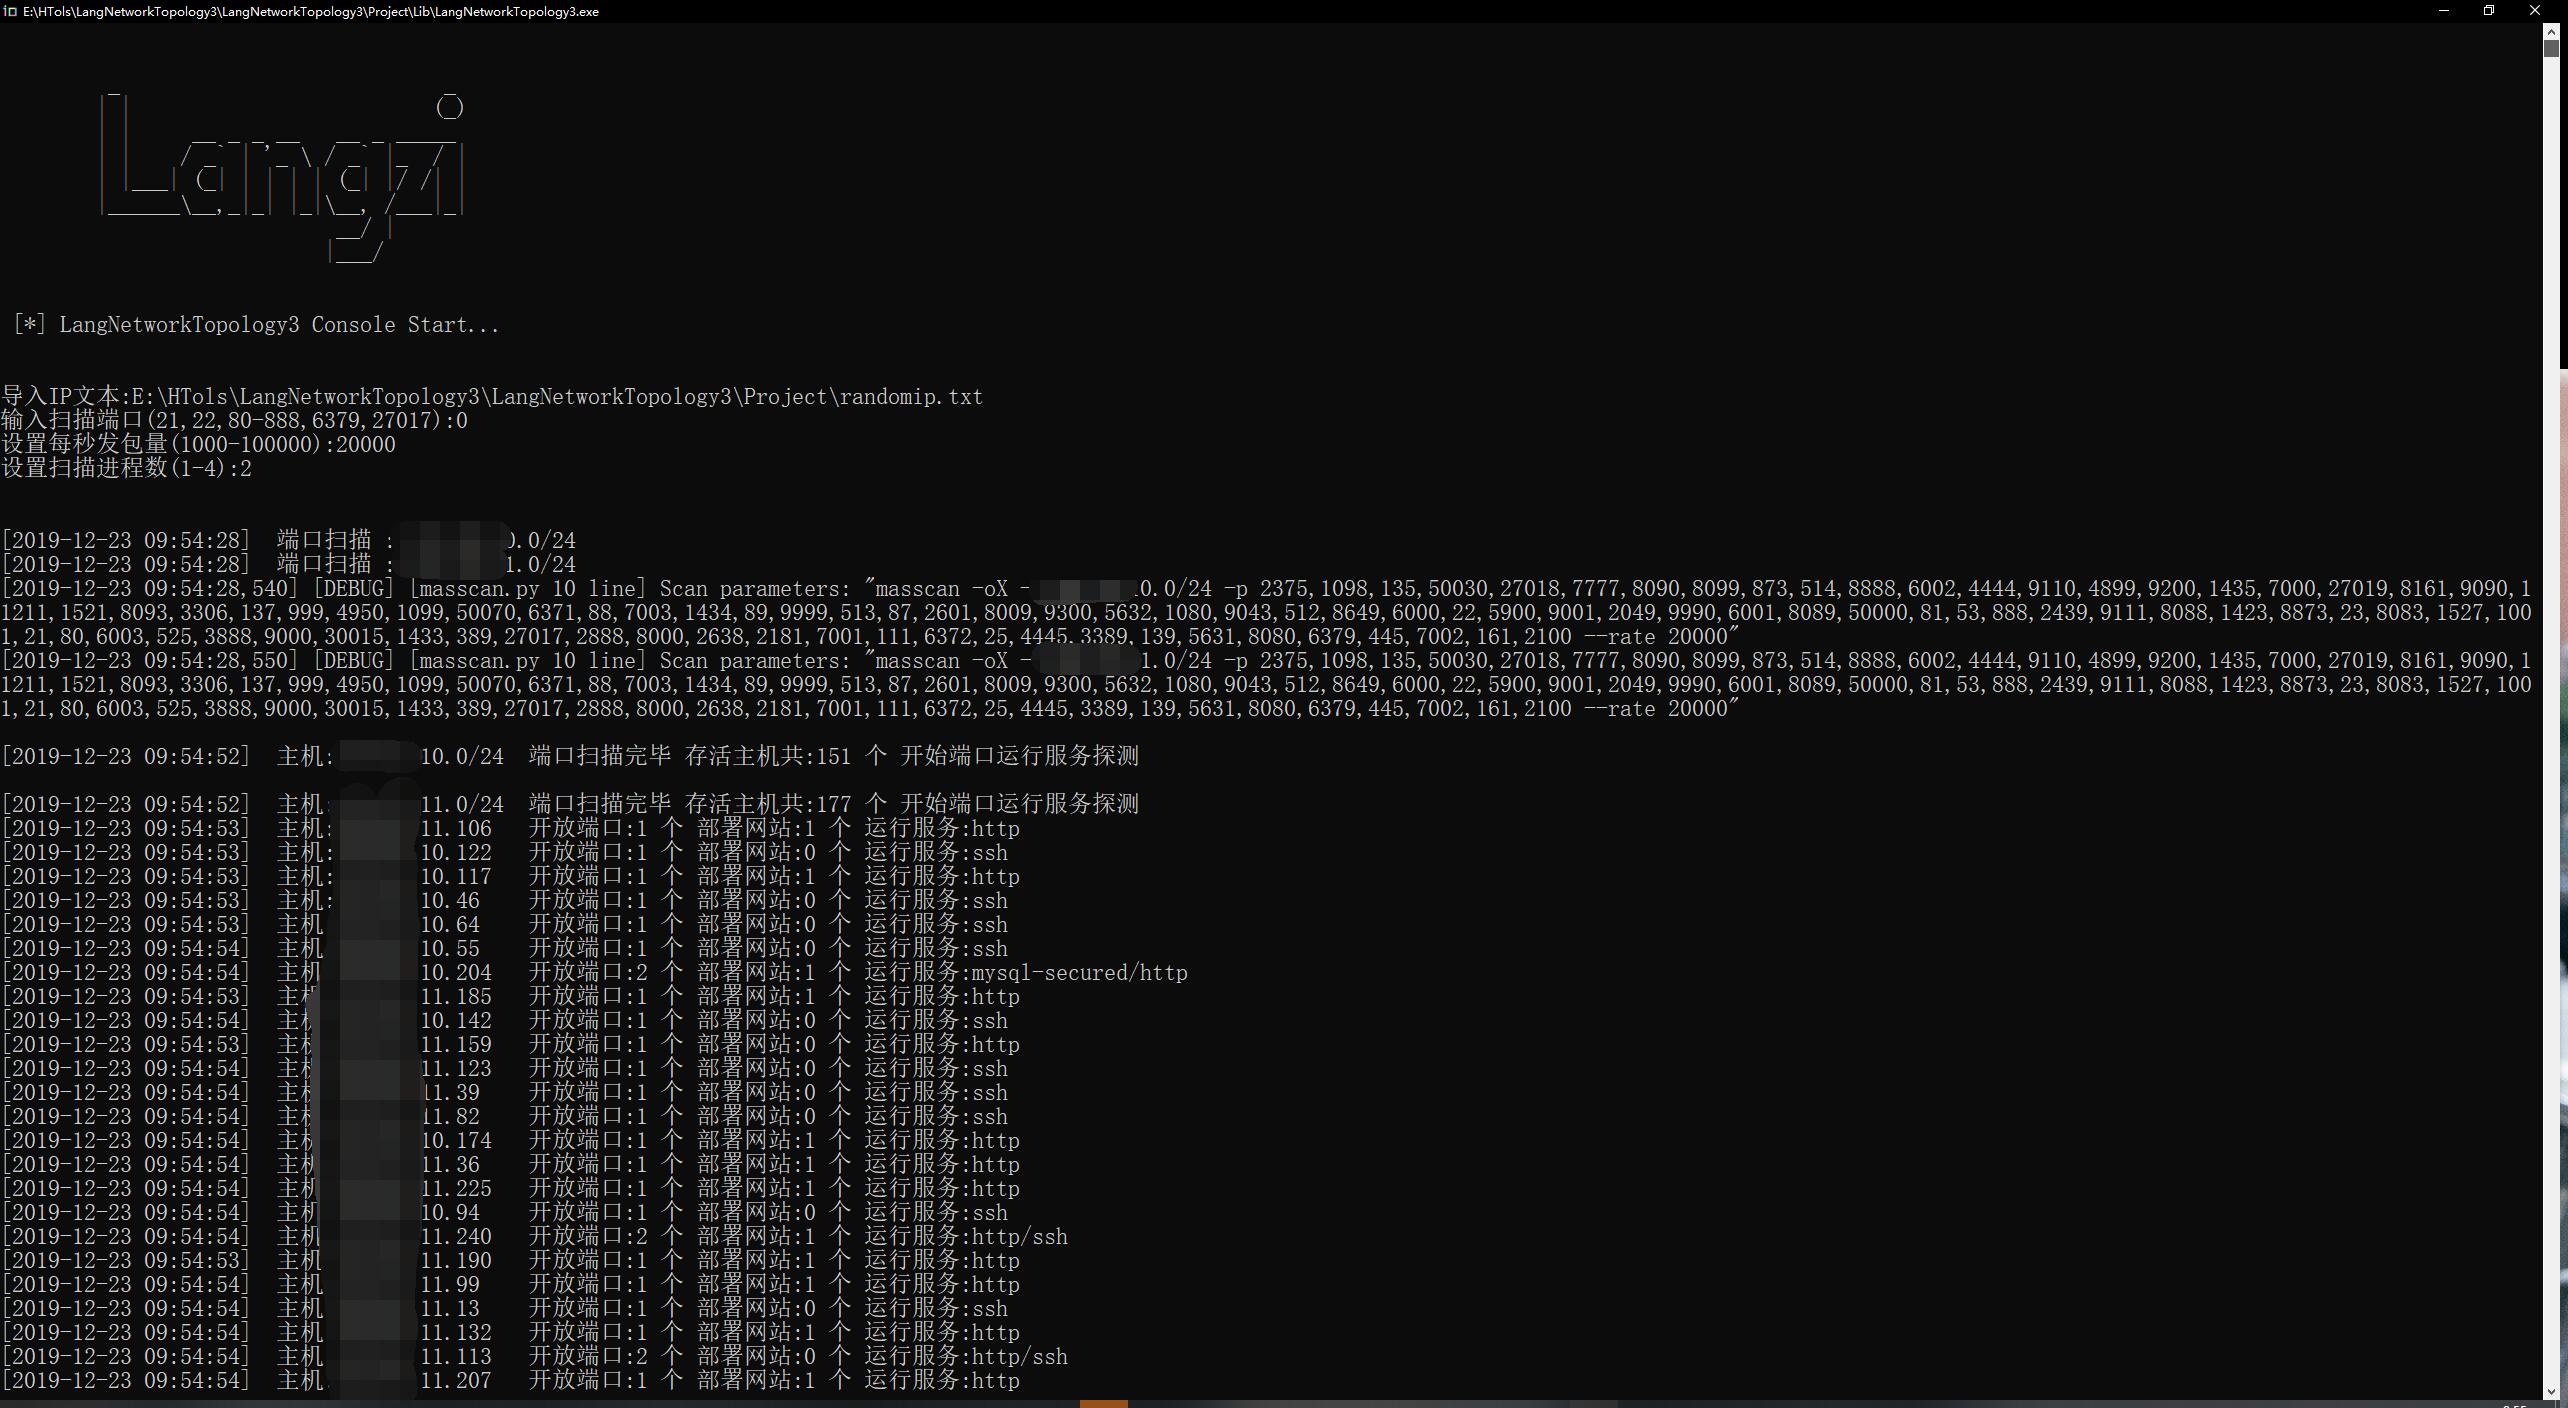 E:\HTols\LangNetworkTopology3\LangNetworkTopology3\Project\Lib\LangNetworkTopology3.exe
Langzi
[*] LangNetworkTopology3 Console Start...
导入IP文本:E:\HTols\LangNetworkTopology3\LangNetworkTopology3\Project\randomip.txt
输入扫描端口(21,22,80-888,6379,27017):0
设置每秒发包量(1000-100000):20000
设置扫描进程数(1-4):2
[2019-12-23 09:54:28]  端口扫描 : 0.0/24
[2019-12-23 09:54:28]  端口扫描 : 1.0/24
[2019-12-23 09:54:28,540] [DEBUG] [masscan.py 10 line] Scan parameters: "masscan -oX - 10.0/24 -p 2375,1098,135,50030,27018,7777,8090,8099,873,514,8888,6002,4444,9110,4899,9200,1435,7000,27019,8161,9090,1
1211,1521,8093,3306,137,999,4950,1099,50070,6371,88,7003,1434,89,9999,513,87,2601,8009,9300,5632,1080,9043,512,8649,6000,22,5900,9001,2049,9990,6001,8089,50000,81,53,888,2439,9111,8088,1423,8873,23,8083,1527,100
1,21,80,6003,525,3888,9000,30015,1433,389,27017,2888,8000,2638,2181,7001,111,6372,25,4445,3389,139,5631,8080,6379,445,7002,161,2100 --rate 20000"
[2019-12-23 09:54:28,550] [DEBUG] [masscan.py 10 line] Scan parameters: "masscan -oX - 1.0/24 -p 2375,1098,135,50030,27018,7777,8090,8099,873,514,8888,6002,4444,9110,4899,9200,1435,7000,27019,8161,9090,1
1211,1521,8093,3306,137,999,4950,1099,50070,6371,88,7003,1434,89,9999,513,87,2601,8009,9300,5632,1080,9043,512,8649,6000,22,5900,9001,2049,9990,6001,8089,50000,81,53,888,2439,9111,8088,1423,8873,23,8083,1527,100
1,21,80,6003,525,3888,9000,30015,1433,389,27017,2888,8000,2638,2181,7001,111,6372,25,4445,3389,139,5631,8080,6379,445,7002,161,2100 --rate 20000"
[2019-12-23 09:54:52]  主机: 10.0/24  端口扫描完毕 存活主机共:151 个 开始端口运行服务探测
[2019-12-23 09:54:52]  主机: 11.0/24  端口扫描完毕 存活主机共:177 个 开始端口运行服务探测
[2019-12-23 09:54:53]  主机: 11.106   开放端口:1 个 部署网站:1 个 运行服务:http
[2019-12-23 09:54:53]  主机: 10.122   开放端口:1 个 部署网站:0 个 运行服务:ssh
[2019-12-23 09:54:53]  主机: 10.117   开放端口:1 个 部署网站:1 个 运行服务:http
[2019-12-23 09:54:53]  主机: 10.46    开放端口:1 个 部署网站:0 个 运行服务:ssh
[2019-12-23 09:54:53]  主机 10.64    开放端口:1 个 部署网站:0 个 运行服务:ssh
[2019-12-23 09:54:54]  主机 10.55    开放端口:1 个 部署网站:0 个 运行服务:ssh
[2019-12-23 09:54:54]  主机 10.204   开放端口:2 个 部署网站:1 个 运行服务:mysql-secured/http
[2019-12-23 09:54:53]  主机 11.185   开放端口:1 个 部署网站:1 个 运行服务:http
[2019-12-23 09:54:54]  主机 10.142   开放端口:1 个 部署网站:0 个 运行服务:ssh
[2019-12-23 09:54:53]  主机 11.159   开放端口:1 个 部署网站:0 个 运行服务:http
[2019-12-23 09:54:54]  主机 11.123   开放端口:1 个 部署网站:0 个 运行服务:ssh
[2019-12-23 09:54:54]  主机 11.39    开放端口:1 个 部署网站:0 个 运行服务:ssh
[2019-12-23 09:54:54]  主机 11.82    开放端口:1 个 部署网站:0 个 运行服务:ssh
[2019-12-23 09:54:54]  主机 10.174   开放端口:1 个 部署网站:1 个 运行服务:http
[2019-12-23 09:54:54]  主机 11.36    开放端口:1 个 部署网站:1 个 运行服务:http
[2019-12-23 09:54:54]  主机 11.225   开放端口:1 个 部署网站:1 个 运行服务:http
[2019-12-23 09:54:54]  主机 10.94    开放端口:1 个 部署网站:0 个 运行服务:ssh
[2019-12-23 09:54:54]  主机 11.240   开放端口:2 个 部署网站:1 个 运行服务:http/ssh
[2019-12-23 09:54:53]  主机 11.190   开放端口:1 个 部署网站:1 个 运行服务:http
[2019-12-23 09:54:54]  主机 11.99    开放端口:1 个 部署网站:1 个 运行服务:http
[2019-12-23 09:54:54]  主机 11.13    开放端口:1 个 部署网站:0 个 运行服务:ssh
[2019-12-23 09:54:54]  主机 11.132   开放端口:1 个 部署网站:1 个 运行服务:http
[2019-12-23 09:54:54]  主机 11.113   开放端口:2 个 部署网站:0 个 运行服务:http/ssh
[2019-12-23 09:54:54]  主机 11.207   开放端口:1 个 部署网站:1 个 运行服务:http